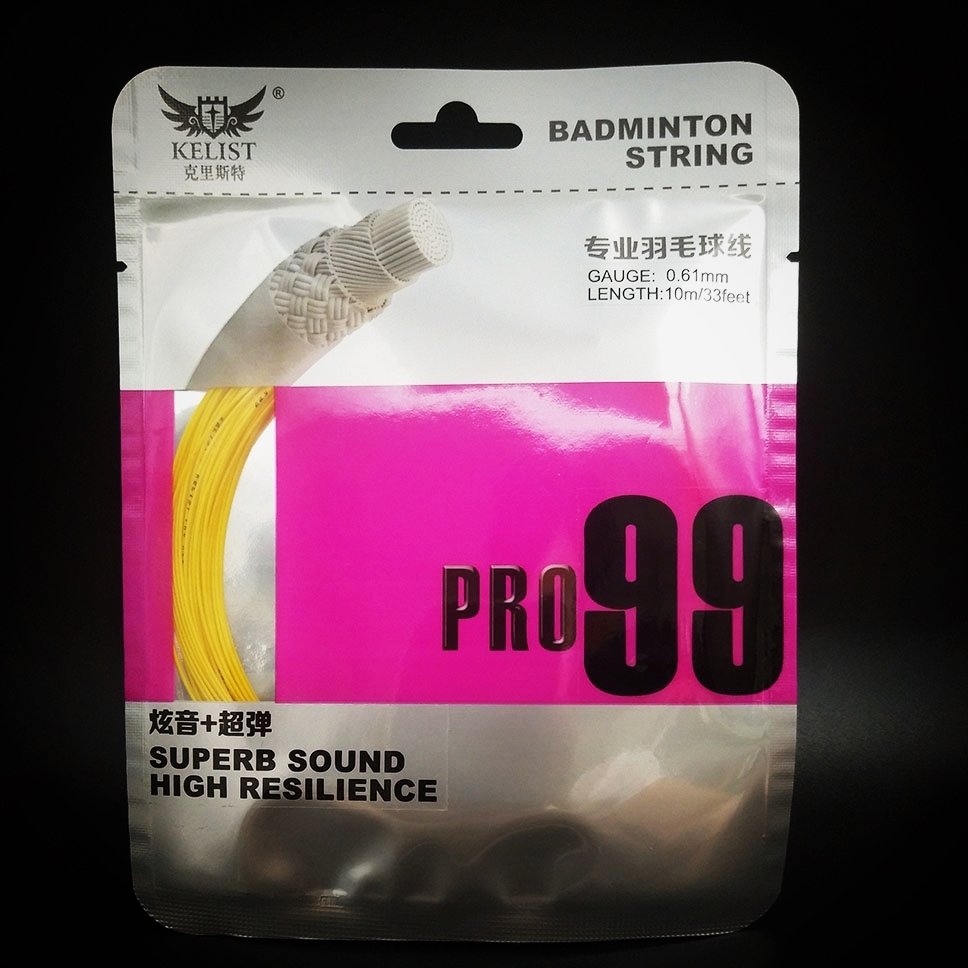 ®
KELIST
克里斯特
BADMINTON
STRING
专业羽毛球线
GAUGE: 0.61mm
LENGTH:10m/33feet
PRO99
炫音+超弹
SUPERB SOUND
HIGH RESILIENCE